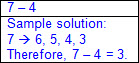 7 – 4
Sample solution:
7 → 6, 5, 4, 3
Therefore, 7 – 4 = 3.